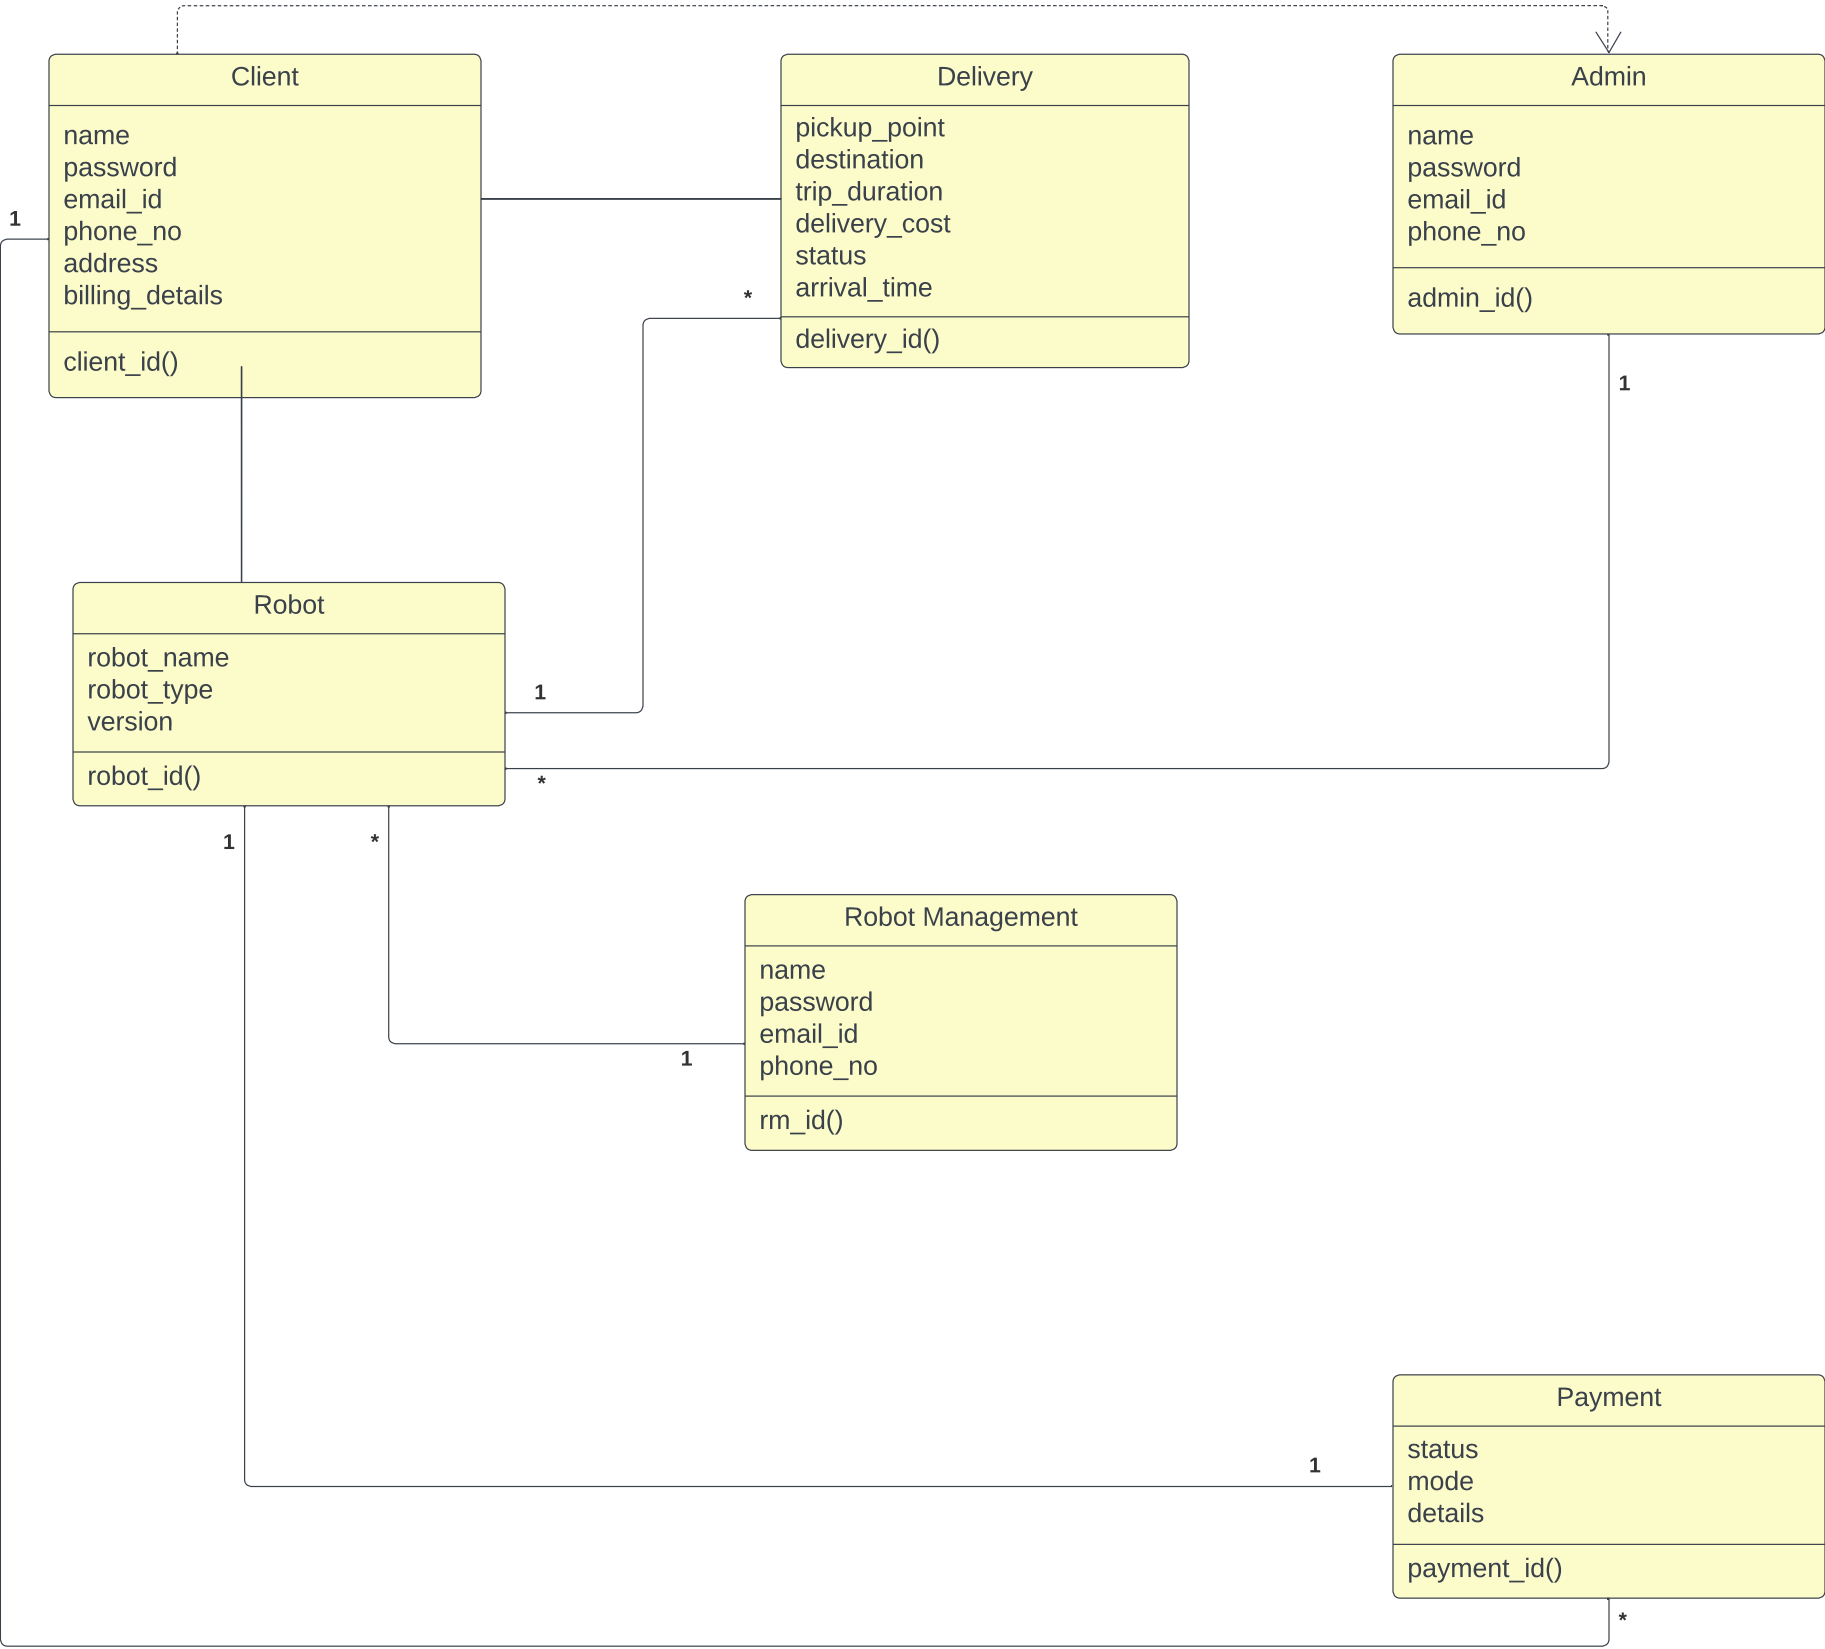 Client
name
password
email_id
phone_no
address
billing_details
client_id()
1
Delivery
pickup_point
destination
trip_duration
delivery_cost
status
arrival_time
delivery_id()
*
Admin
name
password
email_id
phone_no
admin_id()
1
Robot
robot_name
robot_type
version
robot_id()
1
*
1
*
Robot Management
name
password
email_id
phone_no
rm_id()
1
Payment
status
mode
details
payment_id()
1
*